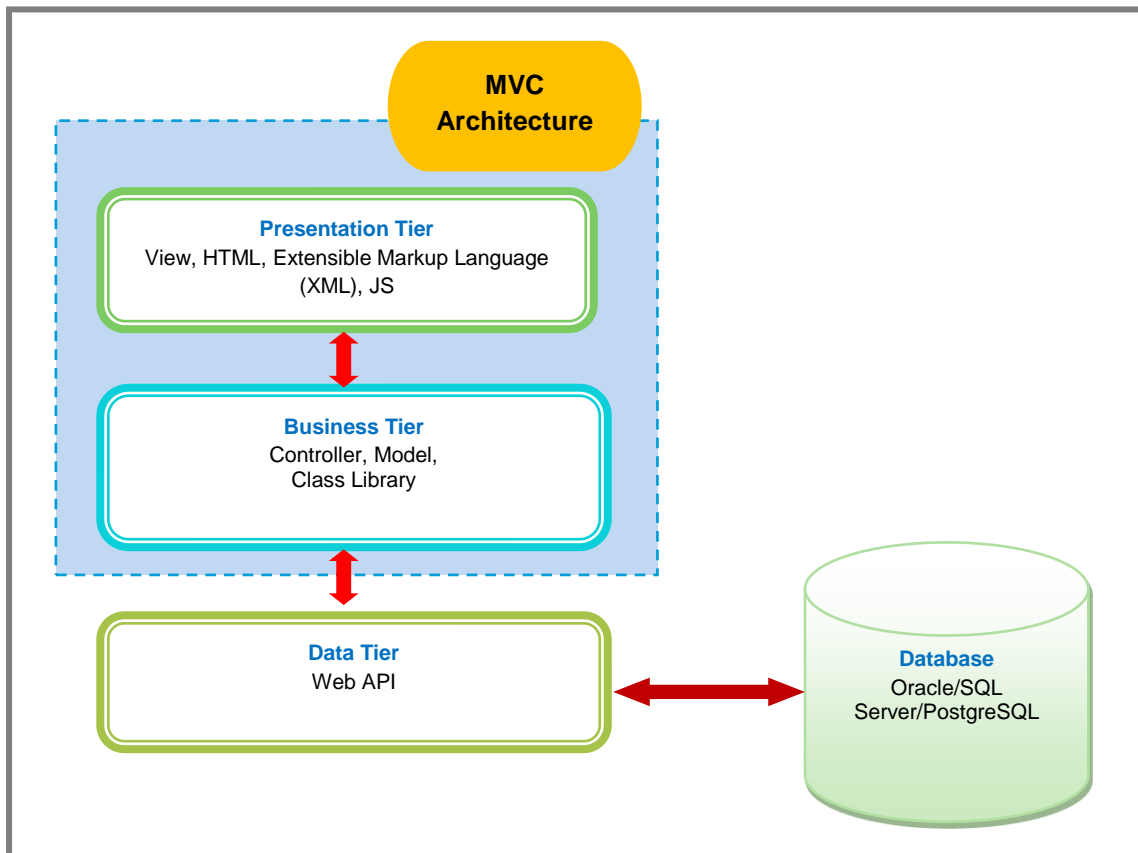 MVC
Architecture
Presentation Tier
View, HTML, Extensible Markup Language
(XML), JS
Business Tier
Controller, Model,
Class Library
Data Tier
Web API
Database
Oracle/SQL
Server/PostgreSQL